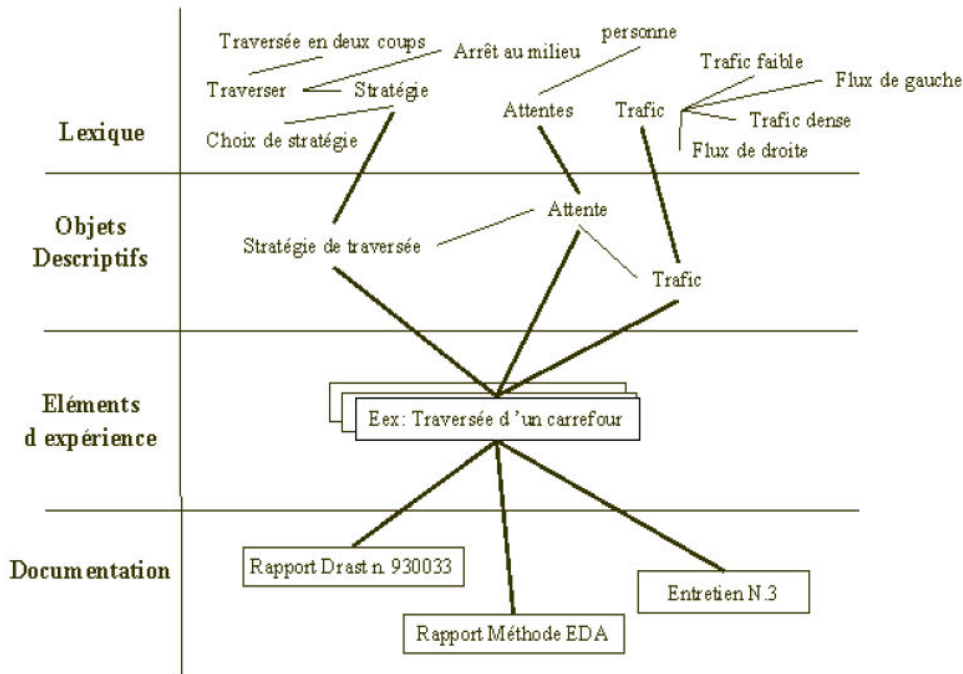 personne
Traversée en deux coups
Arrêt au milieu
Trafic faible
Flux de gauche
Traverser
Stratégie
Attentes
Trafic
Trafic dense
Lexique
Choix de stratégie
Flux de droite
Objets
Descriptifs
Attente
Stratégie de traversée
Trafic
Eléments
d expérience
Eex: Traversée d ’un carrefour
Documentation
Rapport Drast n. 930033
Entretien N.3
Rapport Méthode EDA